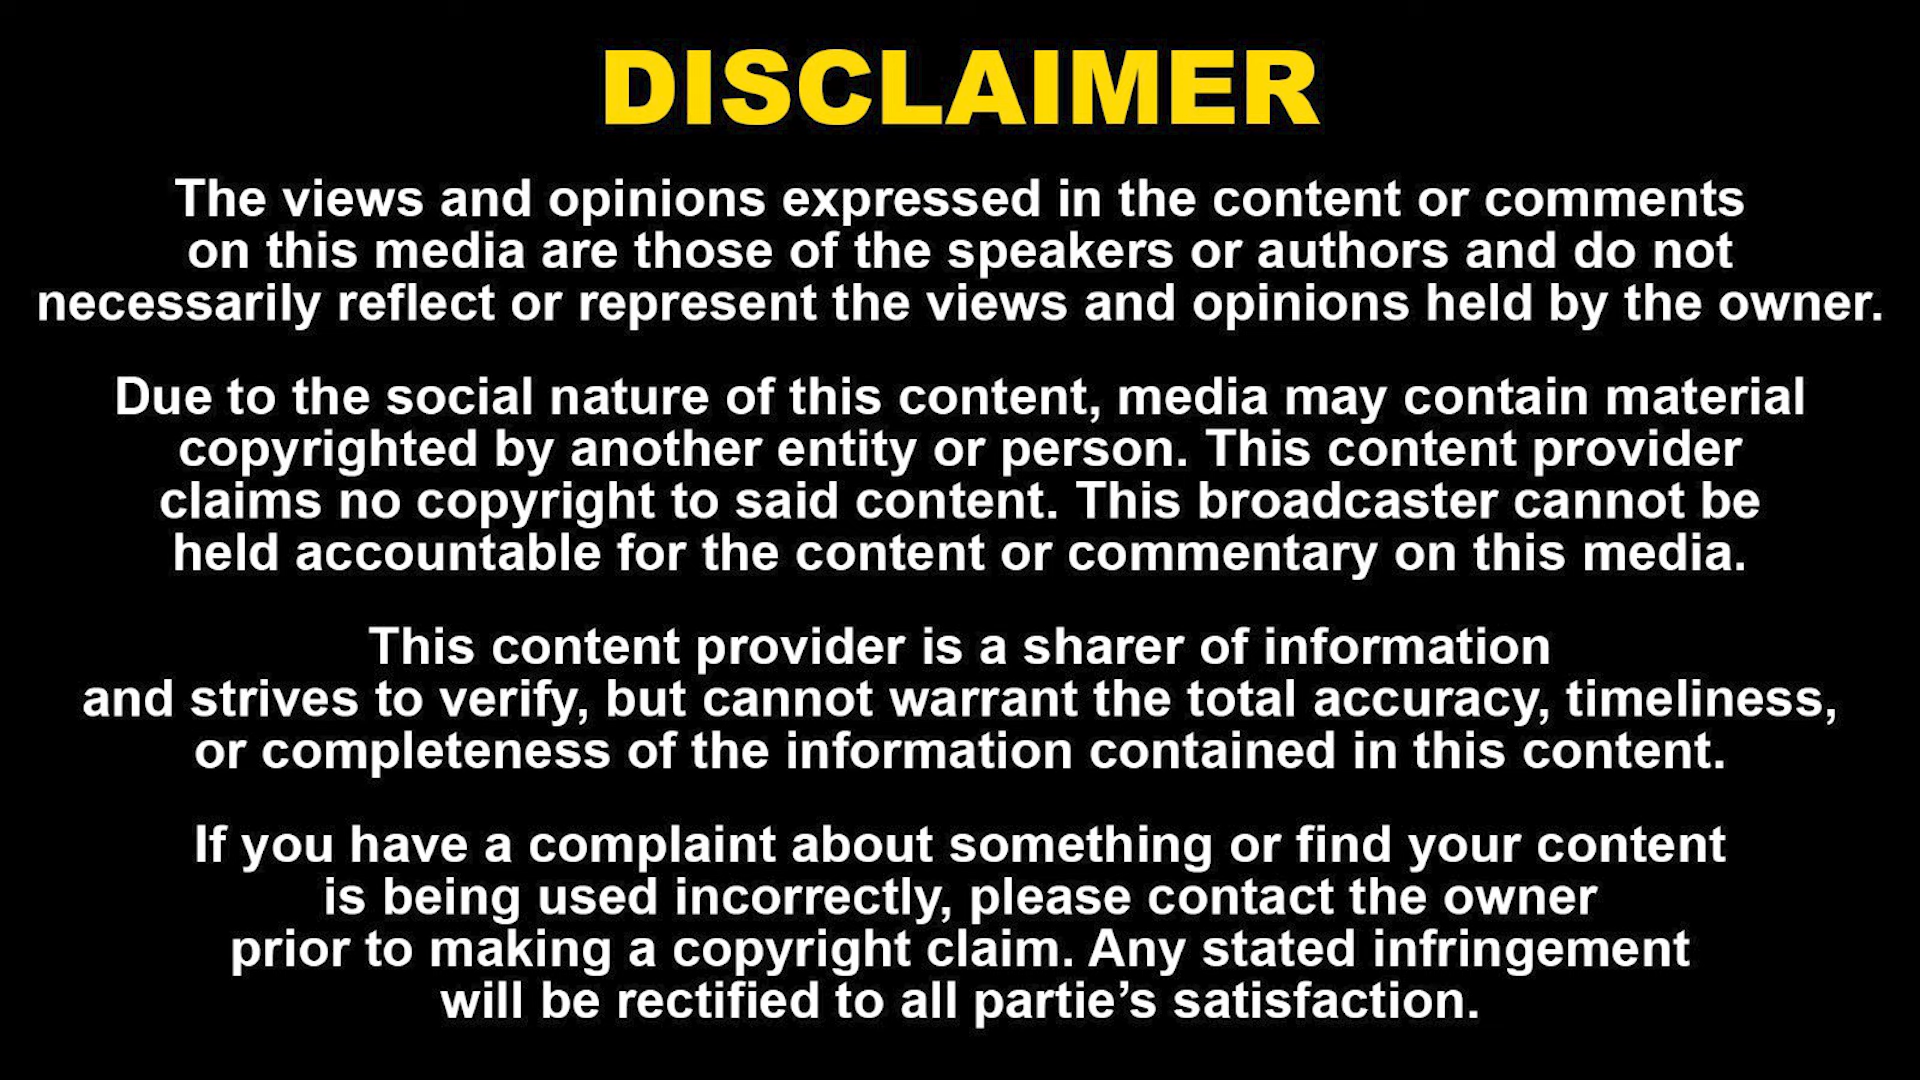 DISCLAIMER
The views and opinions expressed in the content or comments
on this media are those of the speakers or authors and do not
necessarily reflect or represent the views and opinions held by the owner.
Due to the social nature of this content, media may contain material
copyrighted by another entity or person. This content provider
claims no copyright to said content. This broadcaster cannot be
held accountable for the content or commentary on this media.
This content provider is a sharer of information
and strives to verify, but cannot warrant the total accuracy, timeliness,
or completeness of the information contained in this content.
If you have a complaint about something or find your content
is being used incorrectly, please contact the owner
prior to making a copyright claim. Any stated infringement
will be rectified to all partie’s satisfaction.